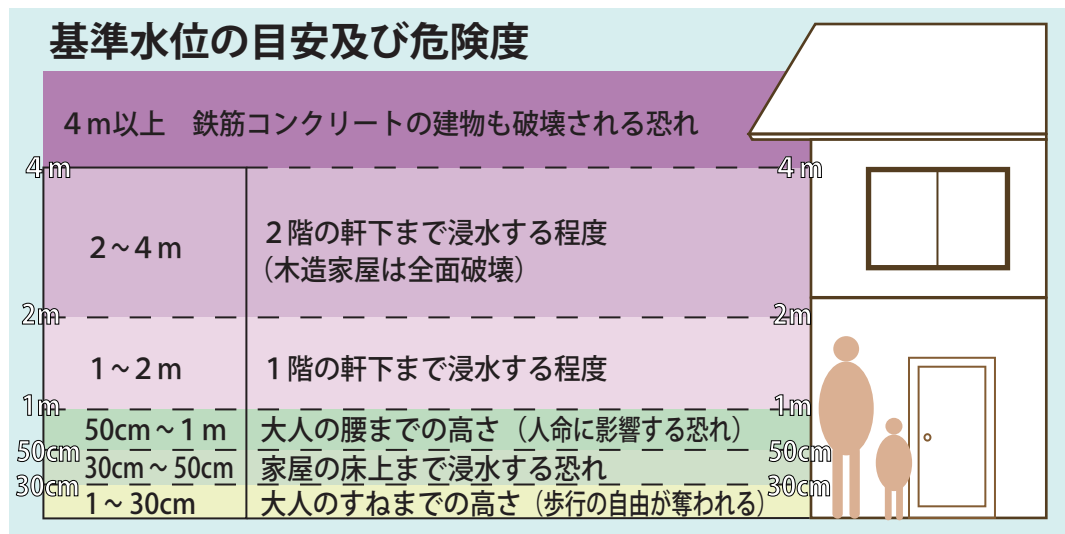 基準水位の目安及び危険度
４ｍ以上　鉄筋コンクリートの建物も破壊される恐れ
4ｍ
4ｍ
２～４ｍ
２階の軒下まで浸水する程度
（木造家屋は全面破壊）
2m
2m
１～２ｍ
１階の軒下まで浸水する程度
1m
1m
50cm～１ｍ
大人の腰までの高さ（人命に影響する恐れ）
50cm
50cm
30cm～50cm
家屋の床上まで浸水する恐れ
30cm
30cm
1～30cm
大人のすねまでの高さ（歩行の自由が奪われる）